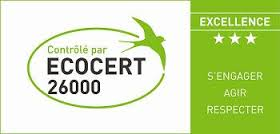 Contrôlé par
ECOCERT
26000
EXCELLENCE
S'ENGAGER
AGIR
RESPECTER